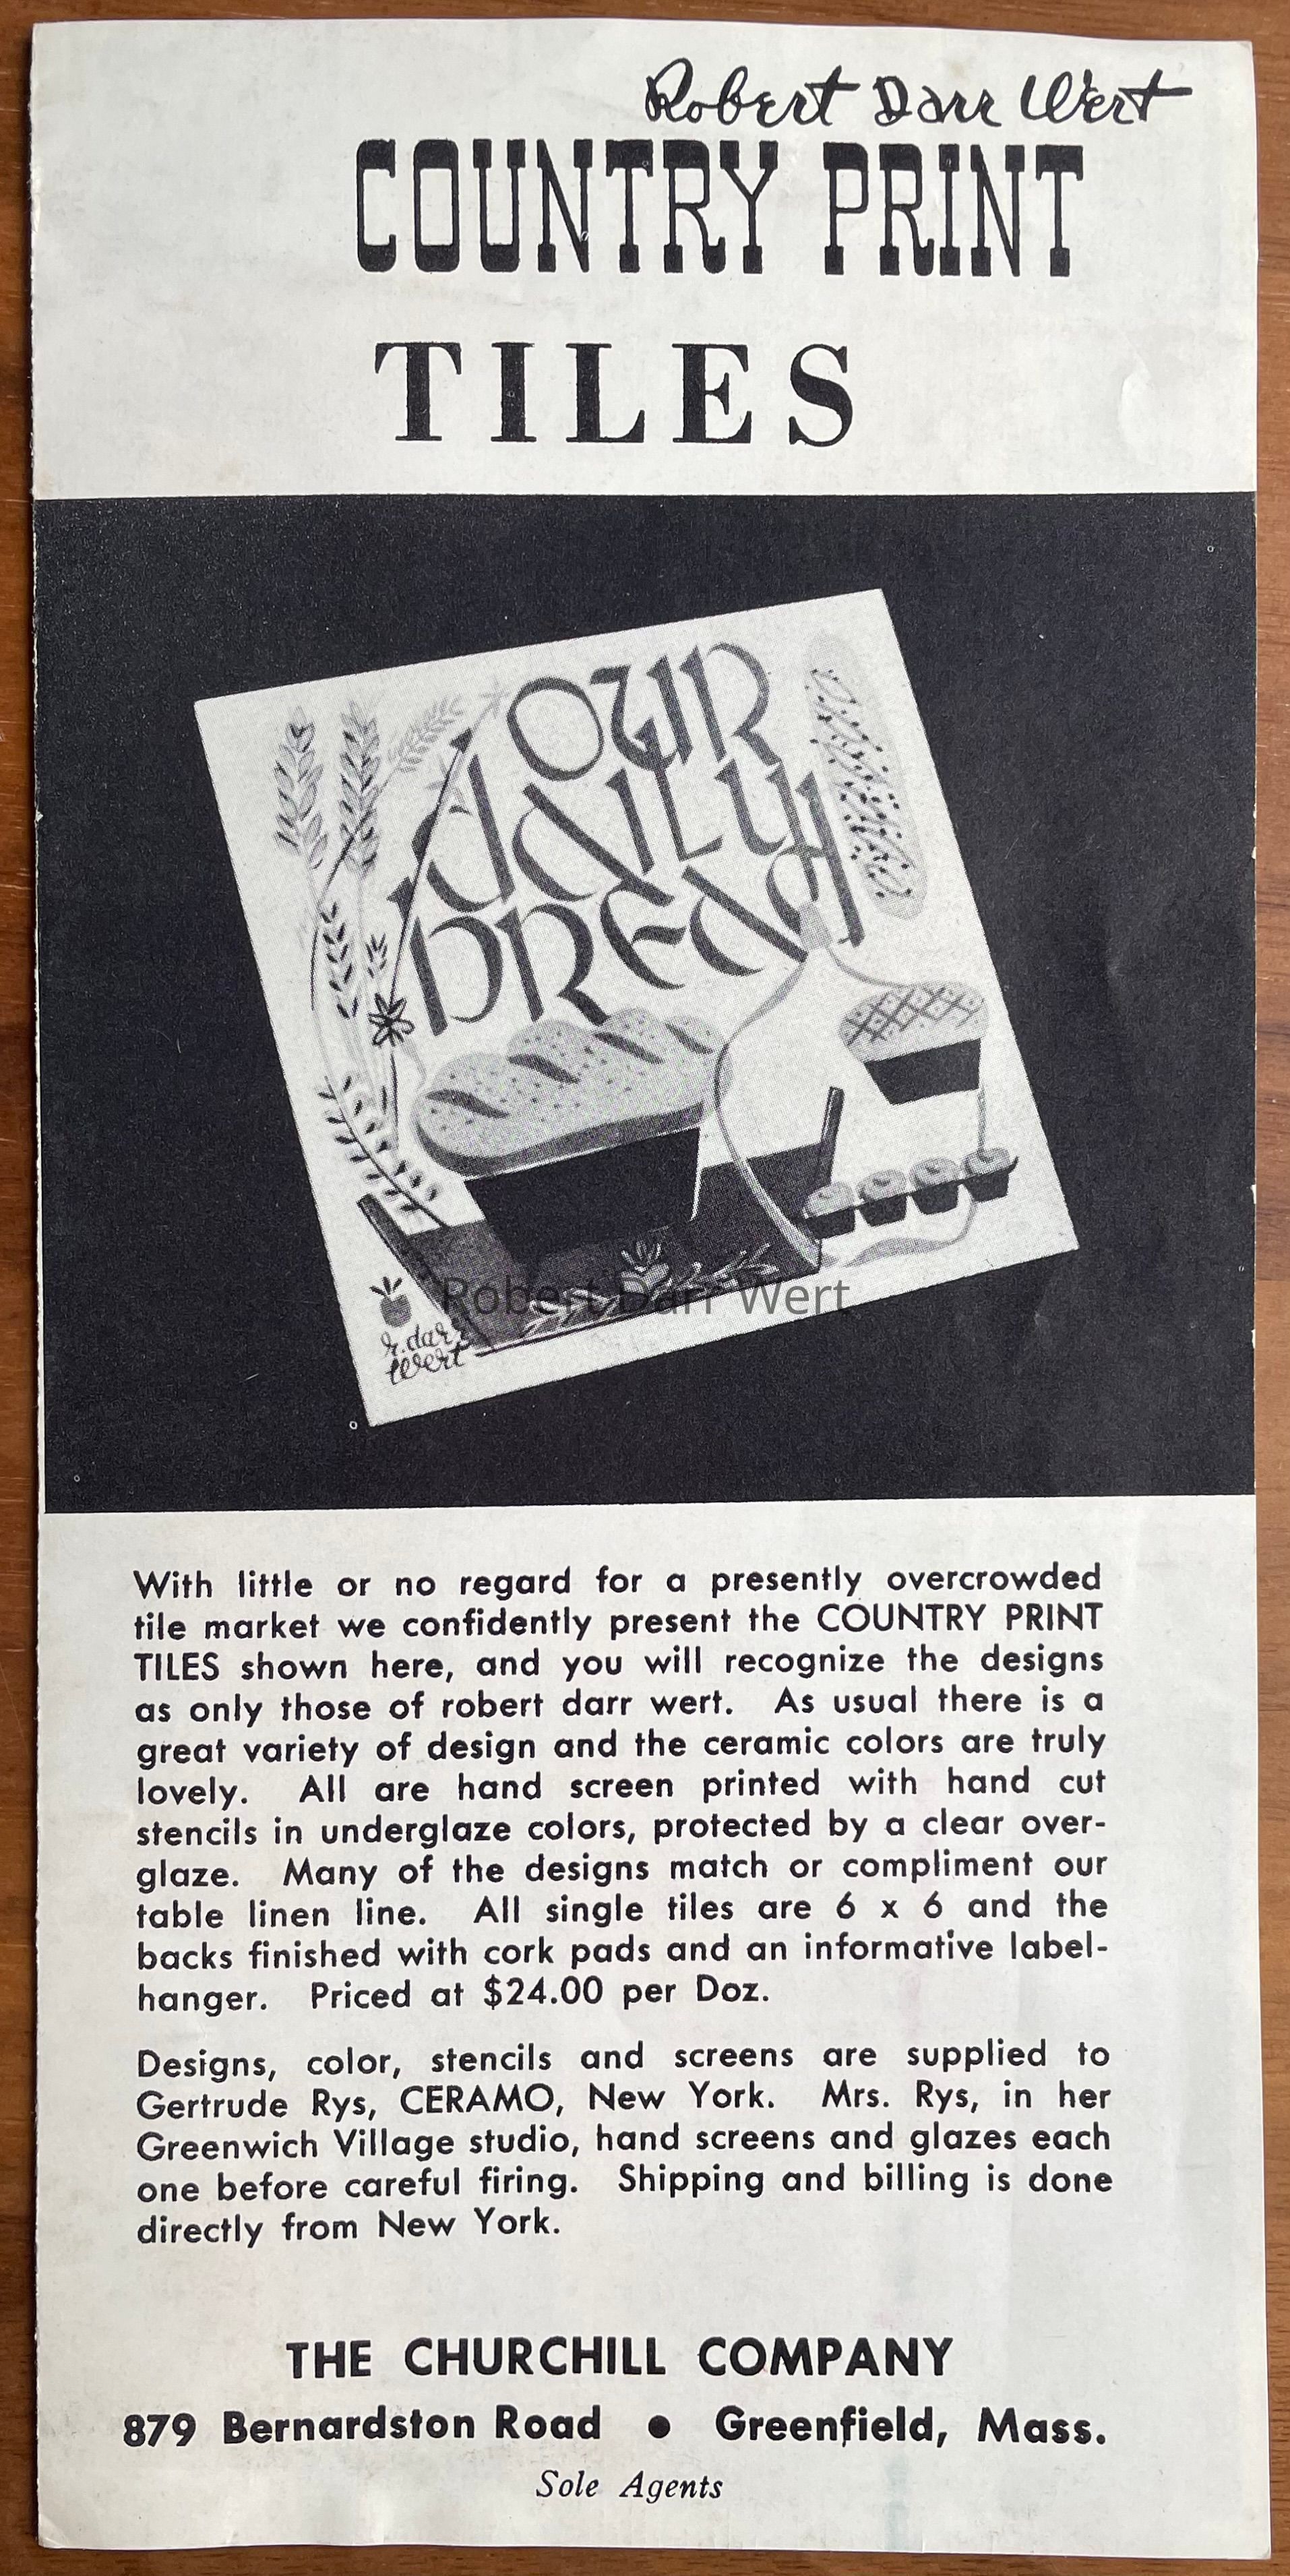 Robert Darr Wert
COUNTRY PRINT
TILES
OUR
dAILY
breAd
Robert Darr Wert
r. darr
wert
With little or no regard for a presently overcrowded
tile market we confidently present the COUNTRY PRINT
TILES shown here, and you will recognize the designs
as only those of robert darr wert. As usual there is a
great variety of design and the ceramic colors are truly
lovely. All are hand screen printed with hand cut
stencils in underglaze colors, protected by a clear over-
glaze. Many of the designs match or compliment our
table linen line. All single tiles are 6 x 6 and the
backs finished with cork pads and an informative label-
hanger. Priced at $24.00 per Doz.
Designs, color, stencils and screens are supplied to
Gertrude Rys, CERAMO, New York. Mrs. Rys, in her
Greenwich Village studio, hand screens and glazes each
one before careful firing. Shipping and billing is done
directly from New York.
THE CHURCHILL COMPANY
879 Bernardston Road • Greenfield, Mass.
Sole Agents